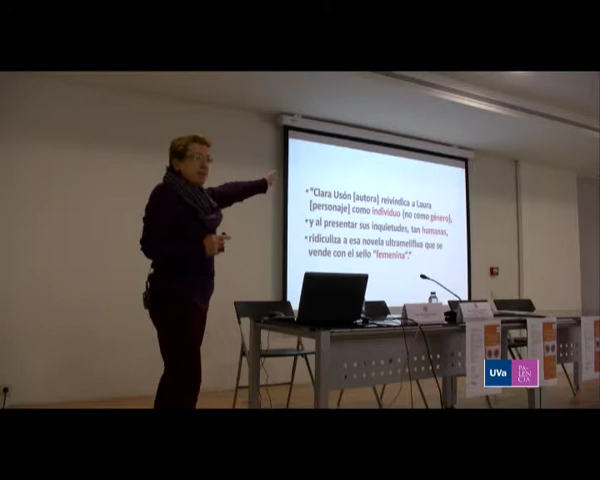 • "Clara Usón [autora] reivindica a Laura
[personaje] como individuo (no como género),
• y al presentar sus inquietudes, tan humanas,
• ridiculiza a esa novela ultrameliflua que se
vende con el sello "femenina"."
UVa
PA-
LEN
CIA